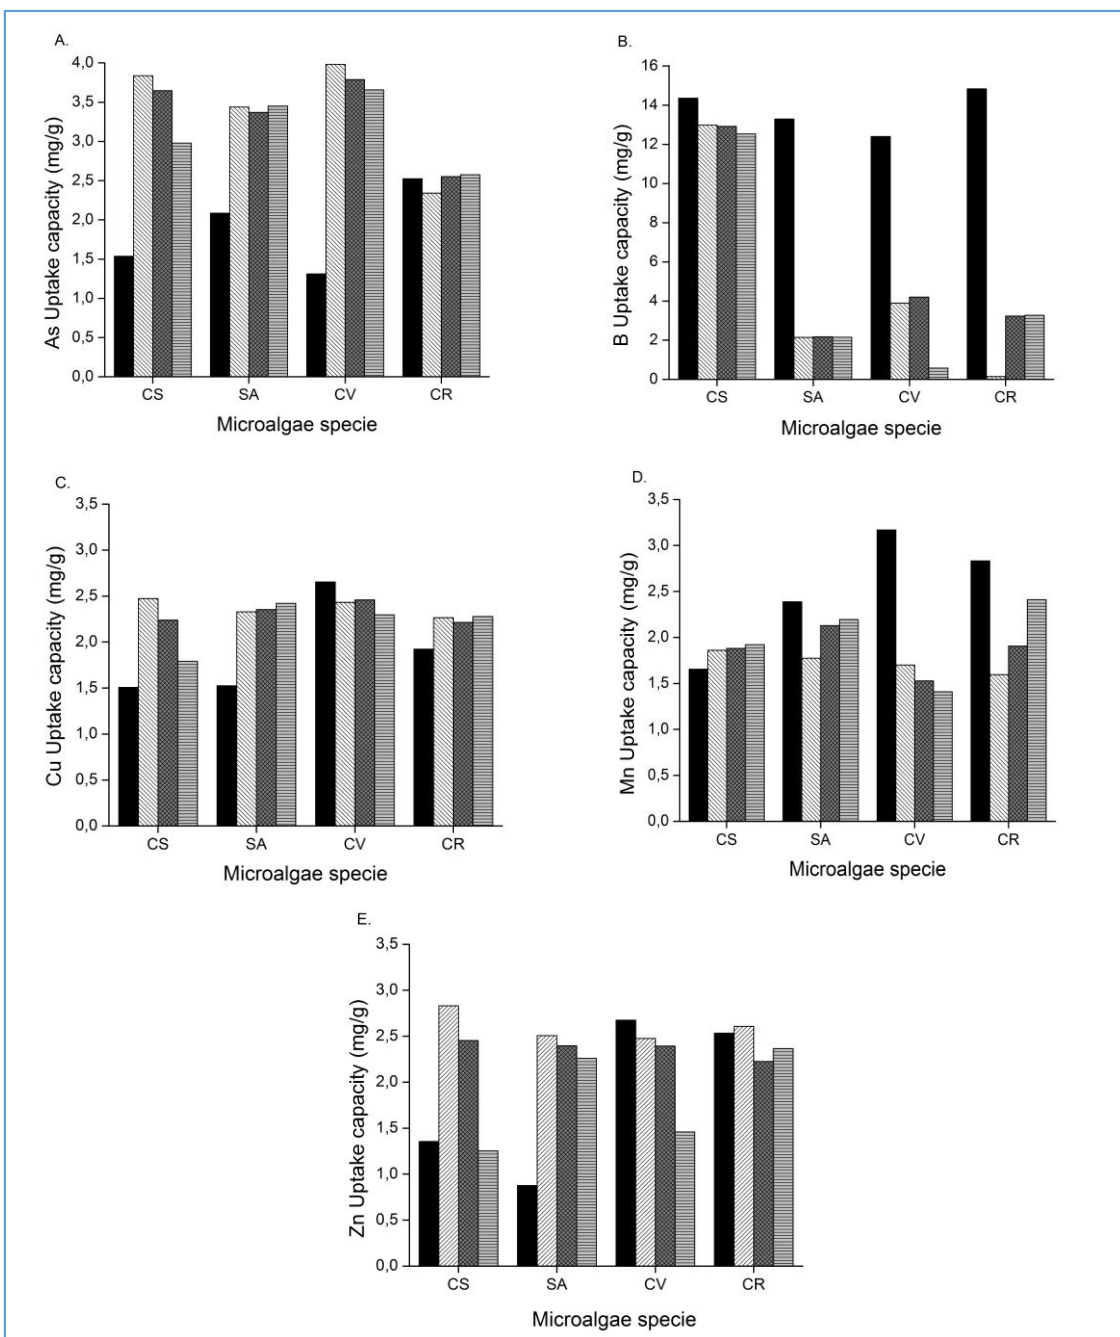 A.
As Uptake capacity (mg/g)
4,0
3,5
3,0
2,5
2,0
1,5
1,0
0,5
0,0
CS SA CV CR
Microalgae specie
B.
B Uptake capacity (mg/g)
16
14
12
10
8
6
4
2
0
CS SA CV CR
Microalgae specie
C.
Cu Uptake capacity (mg/g)
3,5
3,0
2,5
2,0
1,5
1,0
0,5
0,0
CS SA CV CR
Microalgae specie
D.
Mn Uptake capacity (mg/g)
3,5
3,0
2,5
2,0
1,5
1,0
0,5
0,0
CS SA CV CR
Microalgae specie
E.
Zn Uptake capacity (mg/g)
3,5
3,0
2,5
2,0
1,5
1,0
0,5
0,0
CS SA CV CR
Microalgae specie